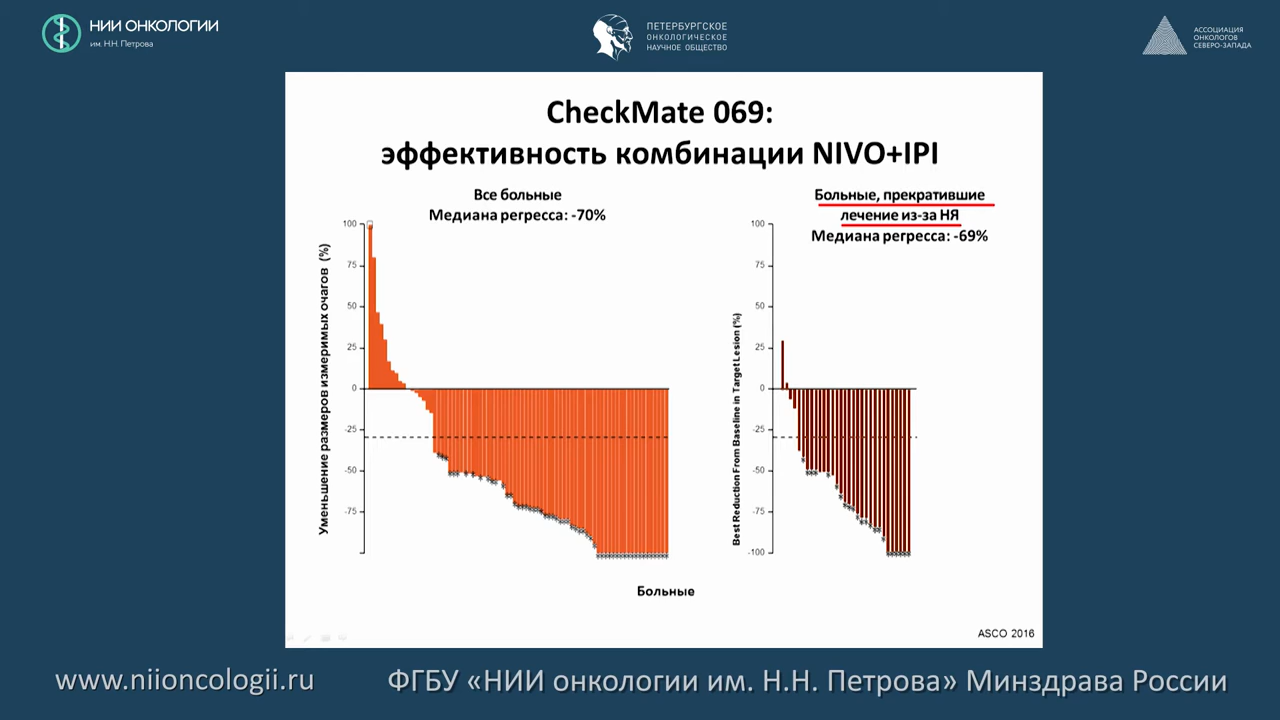 НИИ ОНКОЛОГИИ
им. Н.Н. Петрова
ПЕТЕРБУРГСКОЕ
ОНКОЛОГИЧЕСКОЕ
НАУЧНОЕ ОБЩЕСТВО
АССОЦИАЦИЯ
ОНКОЛОГОВ
СЕВЕРО-ЗАПАДА
CheckMate 069:
эффективность комбинации NIVO+IPI
Все больные
Медиана регресса: -70%
Уменьшение размеров измеримых очагов (%)
100
75
50
25
0
-25
-50
-75
Больные, прекратившие
лечение из-за НЯ
Медиана регресса: -69%
Best Reduction From Baseline in Target Lesion (%)
100
75
50
25
0
-25
-50
-75
-100
Больные
ASCO 2016
www.niioncologii.ru
ФГБУ «НИИ онкологии им. Н.Н. Петрова» Минздрава России